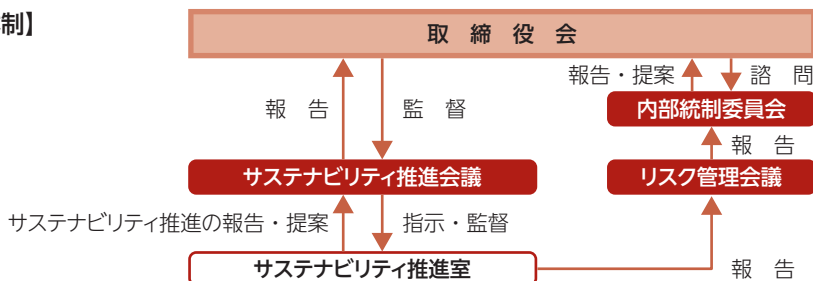 制】
取締役会
報告・提案 諮問
報告 監督 内部統制委員会
報告
サステナビリティ推進会議 リスク管理会議
サステナビリティ推進の報告・提案 指示・監督
サステナビリティ推進室 報告